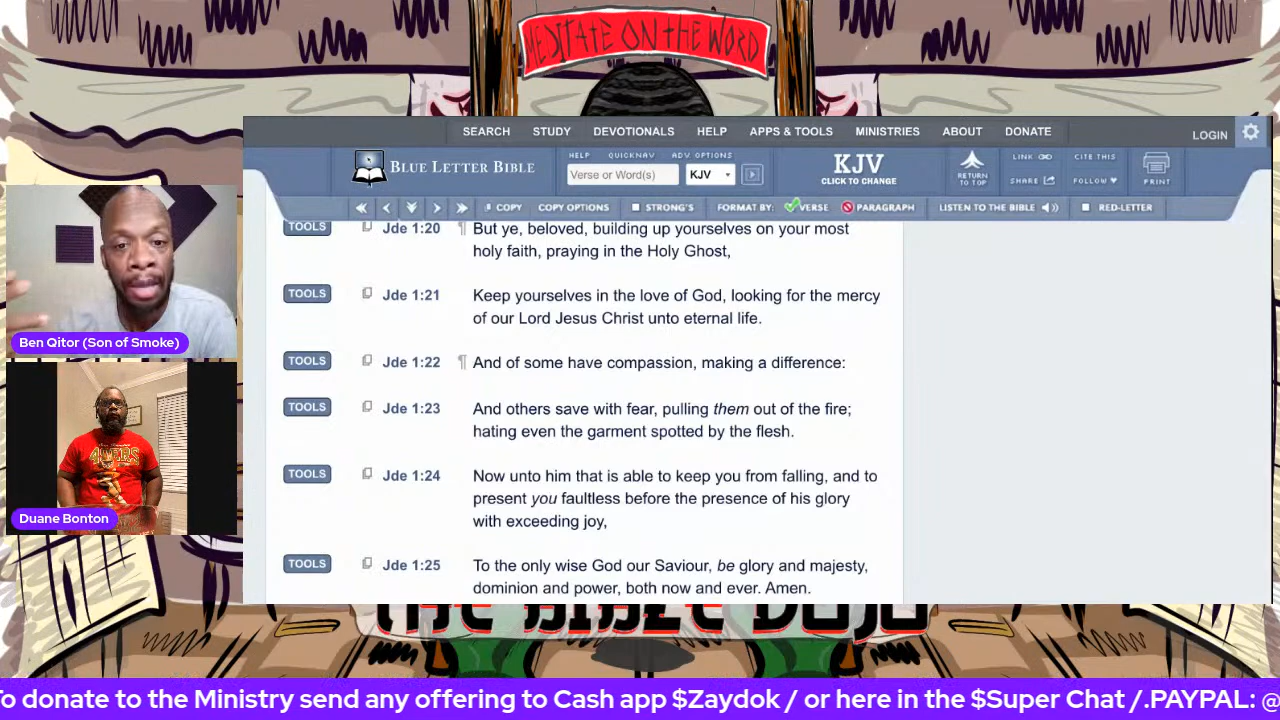 MEDITATE ON THE WORD
SEARCH STUDY DEVOTIONALS HELP APPS & TOOLS MINISTRIES ABOUT DONATE LOGIN
BLUE LETTER BIBLE
HELP QUICKNAV ADV OPTIONS
Verse or Word(s) KJV
KJV
CLICK TO CHANGE
RETURN TO TOP
LINK CITE THIS
SHARE FOLLOW
PRINT
COPY COPY OPTIONS STRONG'S FORMAT BY: VERSE PARAGRAPH LISTEN TO THE BIBLE RED-LETTER
TOOLS Jde 1:20 ¶ But ye, beloved, building up yourselves on your most
holy faith, praying in the Holy Ghost,
TOOLS Jde 1:21 Keep yourselves in the love of God, looking for the mercy
of our Lord Jesus Christ unto eternal life.
TOOLS Jde 1:22 ¶ And of some have compassion, making a difference:
TOOLS Jde 1:23 And others save with fear, pulling them out of the fire;
hating even the garment spotted by the flesh.
TOOLS Jde 1:24 Now unto him that is able to keep you from falling, and to
present you faultless before the presence of his glory
with exceeding joy,
TOOLS Jde 1:25 To the only wise God our Saviour, be glory and majesty,
dominion and power, both now and ever. Amen.
Ben Qitor (Son of Smoke)
49ERS
Duane Bonton
THE BIBLE DOJO
To donate to the Ministry send any offering to Cash app $Zaydok / or here in the $Super Chat /.PAYPAL: @